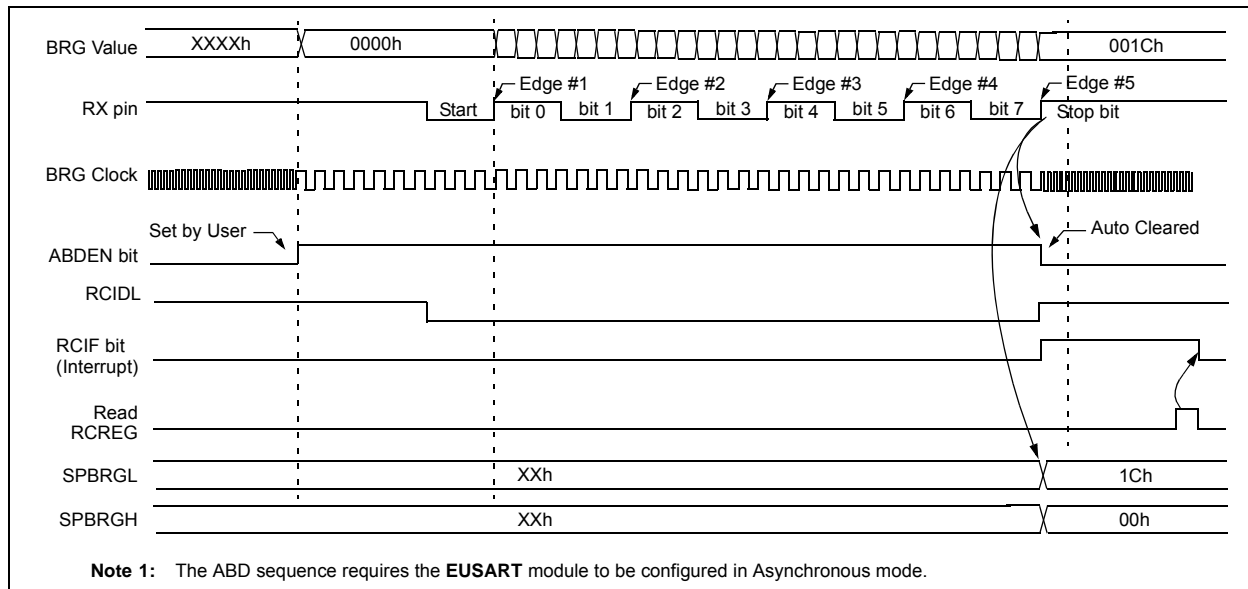 BRG Value XXXXh 0000h 001Ch
Edge #1 Edge #2 Edge #3 Edge #4 Edge #5
RX pin Start bit 0 bit 1 bit 2 bit 3 bit 4 bit 5 bit 6 bit 7 Stop bit
BRG Clock
Set by User Auto Cleared
ABDEN bit
RCIDL
RCIF bit
(Interrupt)
Read
RCREG
SPBRGL XXh 1Ch
SPBRGH XXh 00h
Note 1: The ABD sequence requires the EUSART module to be configured in Asynchronous mode.